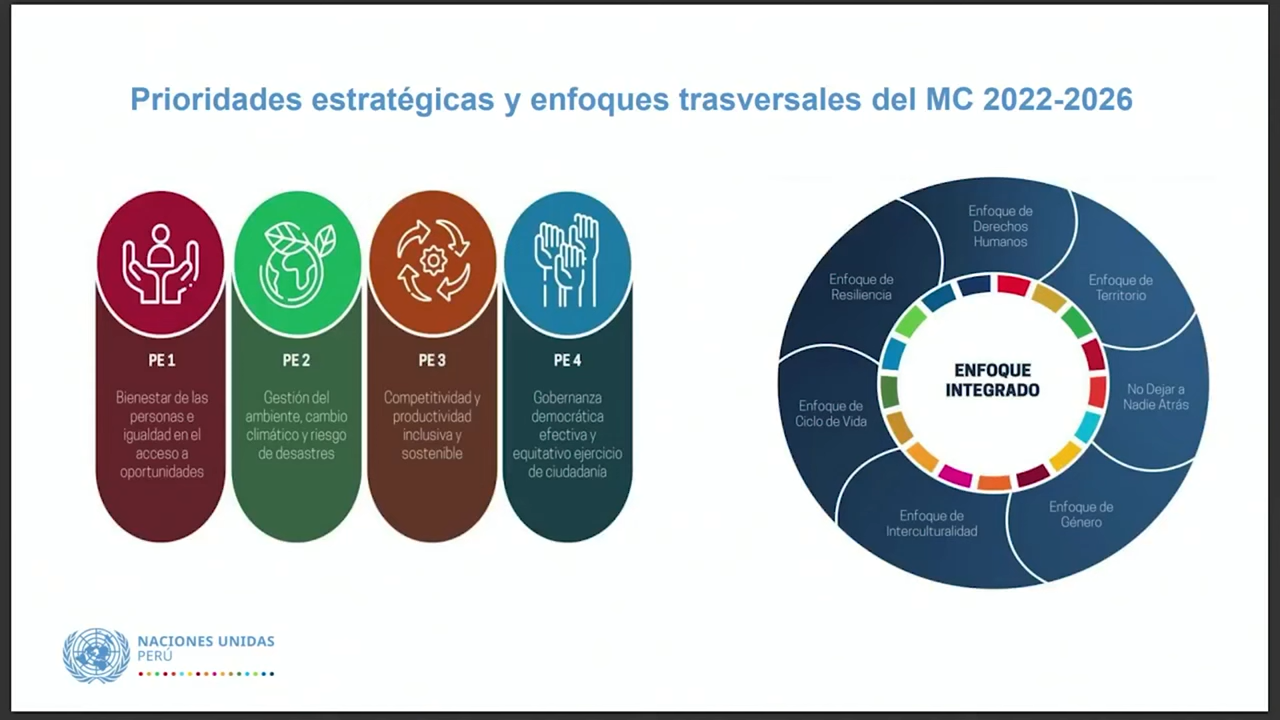 Prioridades estratégicas y enfoques trasversales del MC 2022-2026
PE 1
Bienestar de las
personas e
igualdad en el
acceso a
oportunidades
PE 2
Gestión del
ambiente, cambio
climático y riesgo
de desastres
PE 3
Competitividad y
productividad
inclusiva y
sostenible
PE 4
Gobernanza
democrática
efectiva y
equitativo ejercicio
de ciudadanía
Enfoque de
Derechos
Humanos
Enfoque de
Territorio
No Dejar a
Nadie Atrás
Enfoque de
Género
Enfoque de
Interculturalidad
Enfoque de
Ciclo de Vida
Enfoque de
Resiliencia
ENFOQUE
INTEGRADO
NACIONES UNIDAS
PERÚ